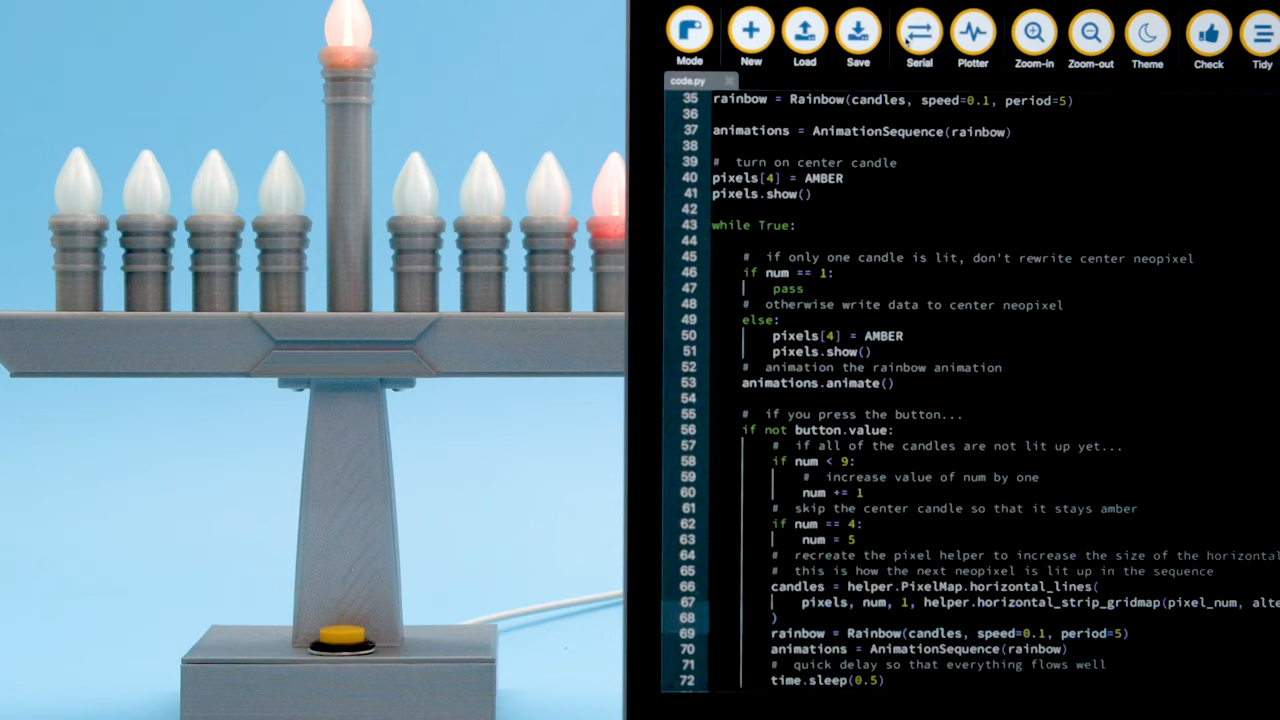 Mode New Load Save Serial Plotter Zoom-in Zoom-out Theme Check Tidy
code.py
35 rainbow = Rainbow(candles, speed=0.1, period=5)
36
37 animations = AnimationSequence(rainbow)
38
39 # turn on center candle
40 pixels[4] = AMBER
41 pixels.show()
42
43 while True:
44
45 # if only one candle is lit, don't rewrite center neopixel
46 if num == 1:
47 pass
48 # otherwise write data to center neopixel
49 else:
50 pixels[4] = AMBER
51 pixels.show()
52 # animation the rainbow animation
53 animations.animate()
54
55 # if you press the button...
56 if not button.value:
57 # if all of the candles are not lit up yet...
58 if num < 9:
59 # increase value of num by one
60 num += 1
61 # skip the center candle so that it stays amber
62 if num == 4:
63 num = 5
64 # recreate the pixel helper to increase the size of the horizontal
65 # this is how the next neopixel is lit up in the sequence
66 candles = helper.PixelMap.horizontal_lines(
67 pixels, num, 1, helper.horizontal_strip_gridmap(pixel_num, alte
68 )
69 rainbow = Rainbow(candles, speed=0.1, period=5)
70 animations = AnimationSequence(rainbow)
71 # quick delay so that everything flows well
72 time.sleep(0.5)